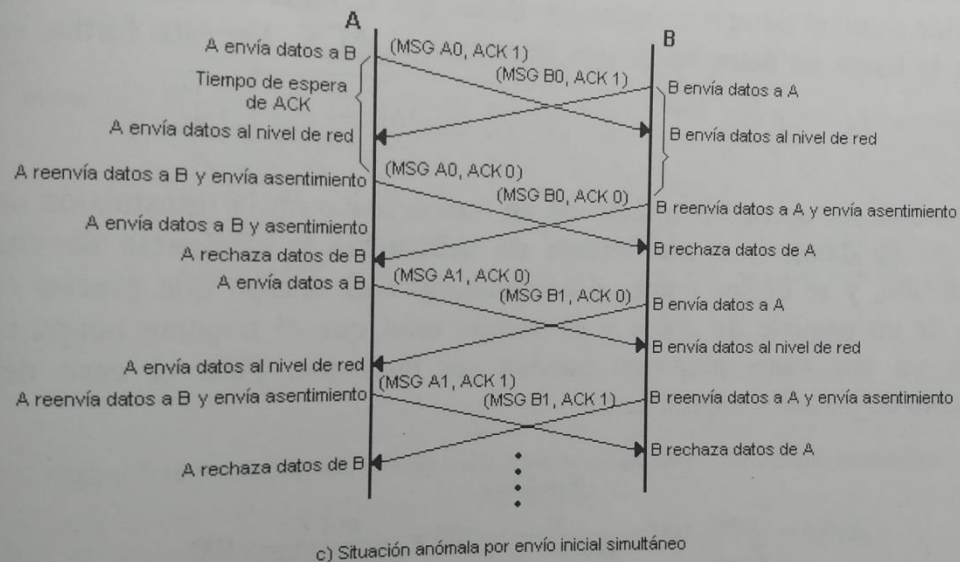 A
B
A envía datos a B
(MSG A0, ACK 1)
(MSG B0, ACK 1)
B envía datos a A
Tiempo de espera
de ACK
A envía datos al nivel de red
B envía datos al nivel de red
A reenvía datos a B y envía asentimiento
(MSG A0, ACK 0)
(MSG B0, ACK 0)
B reenvía datos a A y envía asentimiento
A envía datos a B y asentimiento
A rechaza datos de B
B rechaza datos de A
A envía datos a B
(MSG A1, ACK 0)
(MSG B1, ACK 0)
B envía datos a A
B envía datos al nivel de red
A envía datos al nivel de red
(MSG A1, ACK 1)
A reenvía datos a B y envía asentimiento
(MSG B1, ACK 1)
B reenvía datos a A y envía asentimiento
B rechaza datos de A
A rechaza datos de B
c) Situación anómala por envío inicial simultáneo